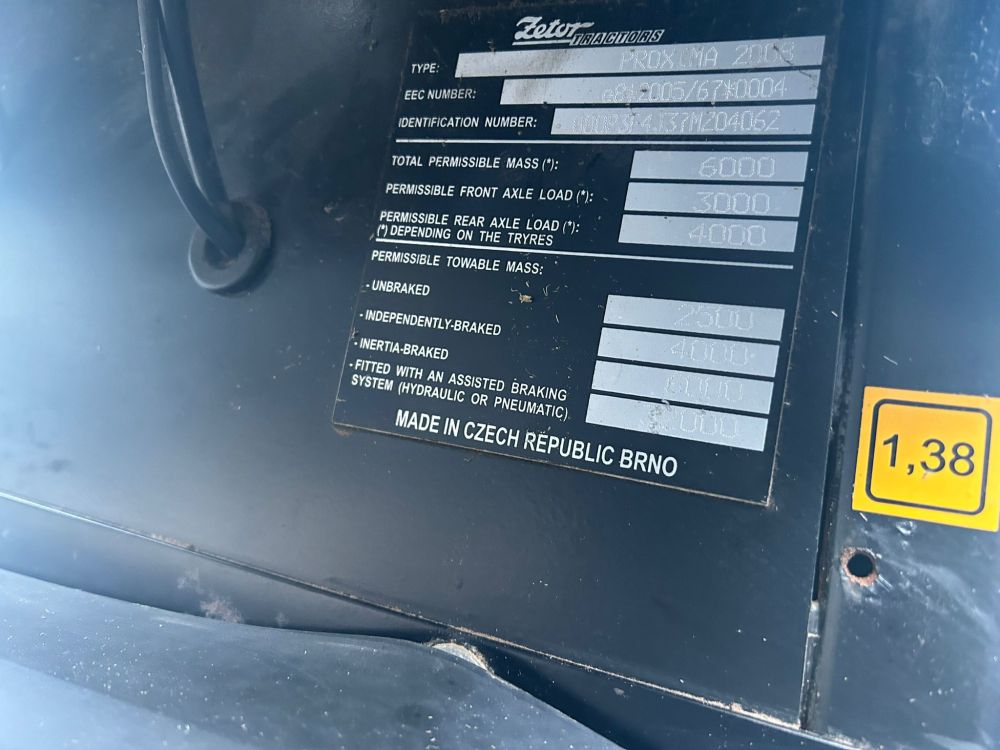 Zetor
TRACTORS
TYPE: PROXIMA 2008
EEC NUMBER: e8*2005/67*0004
IDENTIFICATION NUMBER:
TOTAL PERMISSIBLE MASS (*): 6000
PERMISSIBLE FRONT AXLE LOAD (*): 3000
PERMISSIBLE REAR AXLE LOAD (*): 4000
(*) DEPENDING ON THE TRYRES
PERMISSIBLE TOWABLE MASS:
- UNBRAKED 2500
- INDEPENDENTLY-BRAKED 4000
- INERTIA-BRAKED 6000
- FITTED WITH AN ASSISTED BRAKING
SYSTEM (HYDRAULIC OR PNEUMATIC)
MADE IN CZECH REPUBLIC BRNO
1,38